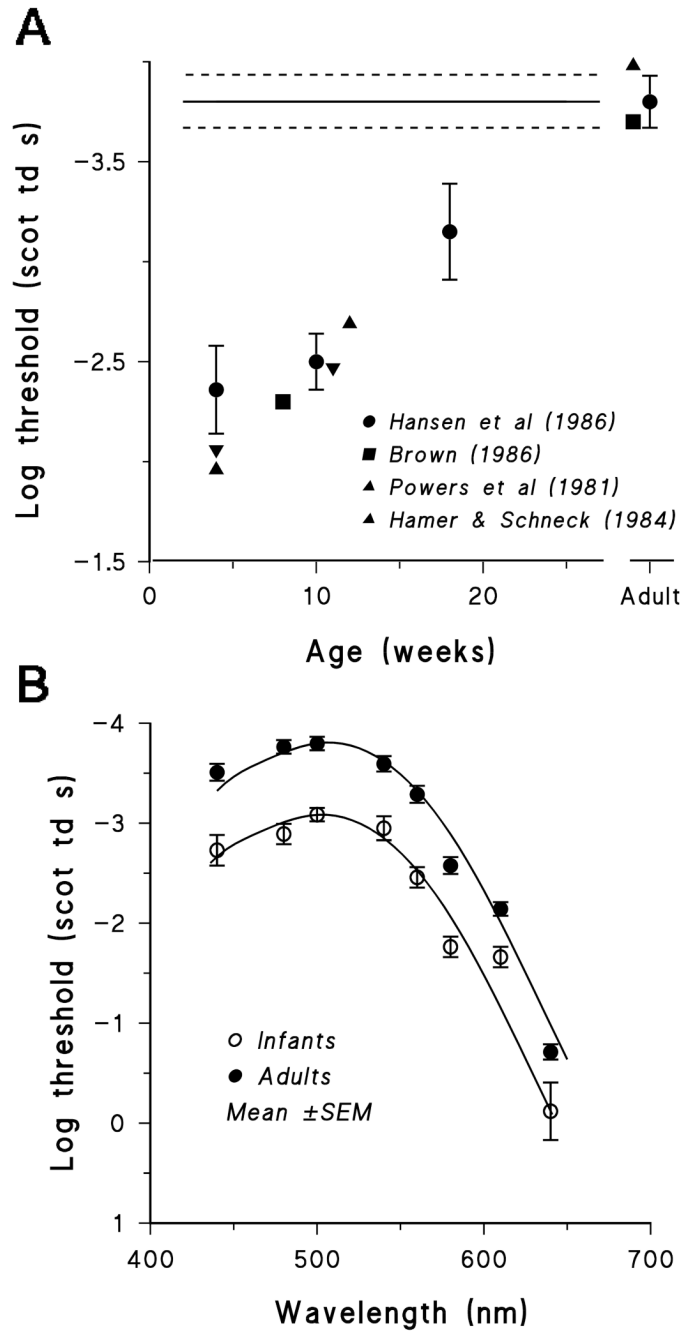 A
Log threshold (scot td s)
−3.5
−2.5
−1.5
Hansen et al (1986)
Brown (1986)
Powers et al (1981)
Hamer & Schneck (1984)
0 10 20 Adult
Age (weeks)
B
Log threshold (scot td s)
−4
−3
−2
−1
0
1
Infants
Adults
Mean ±SEM
400 500 600 700
Wavelength (nm)